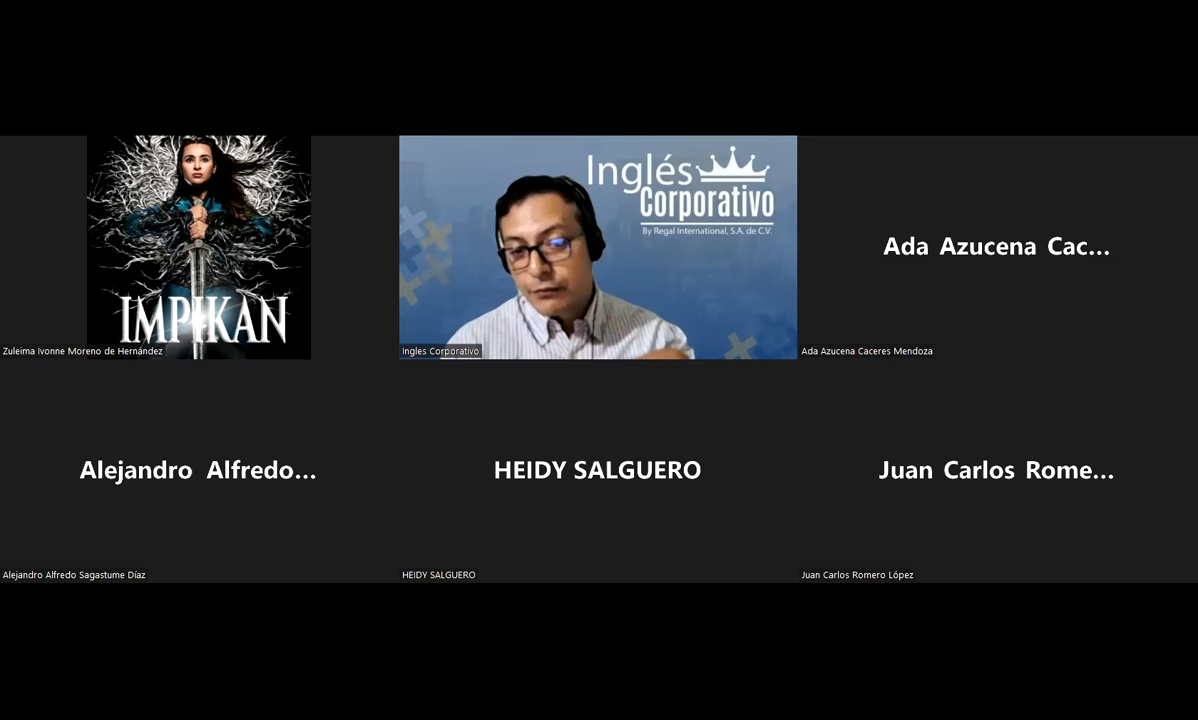 IMPIKAN
Zuleima Ivonne Moreno de Hernández
Inglés
Corporativo
By Regal International, S.A. de C.V.
Ingles Corporativo
Ada Azucena Cac...
Ada Azucena Caceres Mendoza
Alejandro Alfredo...
Alejandro Alfredo Sagastume Díaz
HEIDY SALGUERO
HEIDY SALGUERO
Juan Carlos Rome...
Juan Carlos Romero López